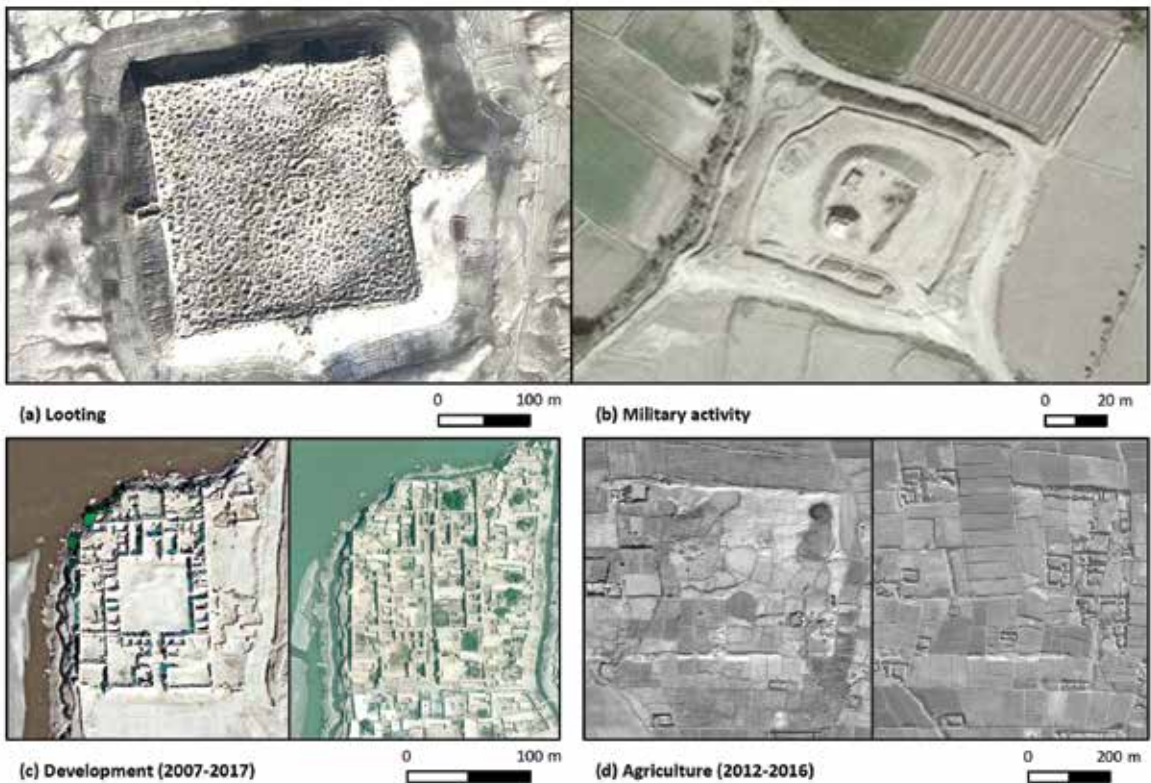 (a) Looting
0 100 m
(b) Military activity
0 20 m
(c) Development (2007-2017)
0 100 m
(d) Agriculture (2012-2016)
0 200 m